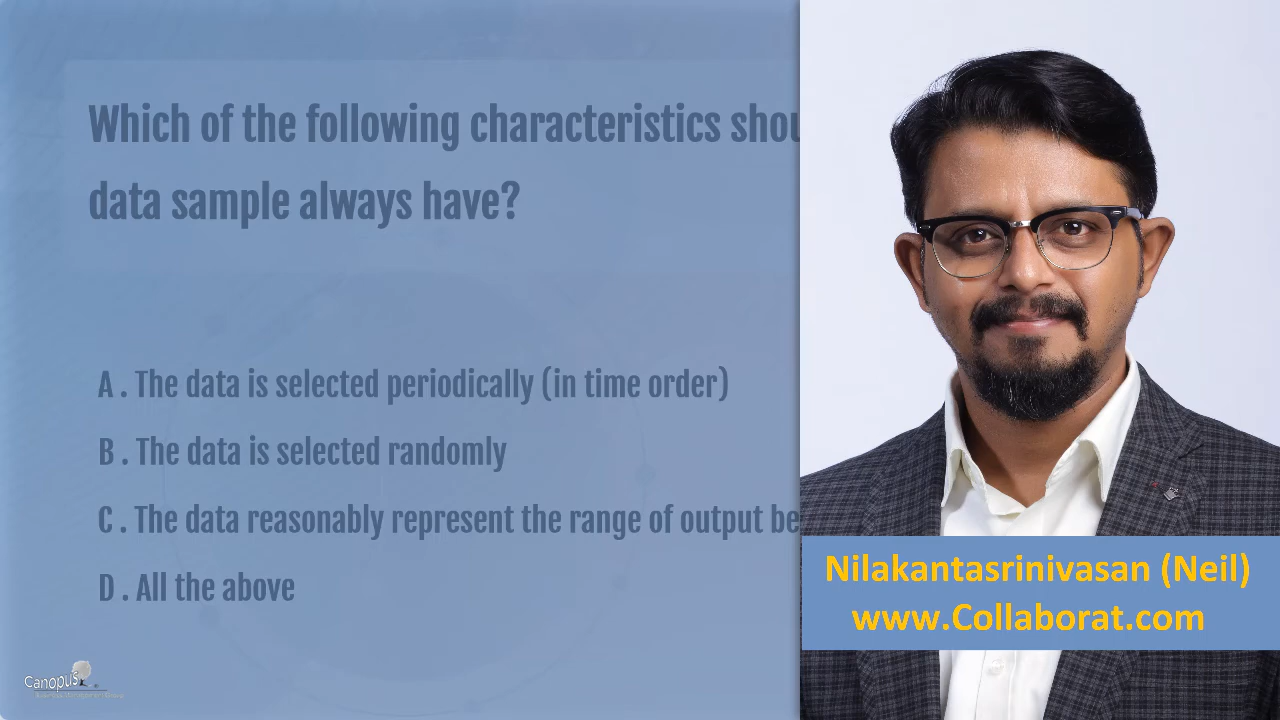 Which of the following characteristics shou
data sample always have?
A . The data is selected periodically (in time order)
B . The data is selected randomly
C . The data reasonably represent the range of output be
D . All the above
Nilakantasrinivasan (Neil)
www.Collaborat.com
Canopus